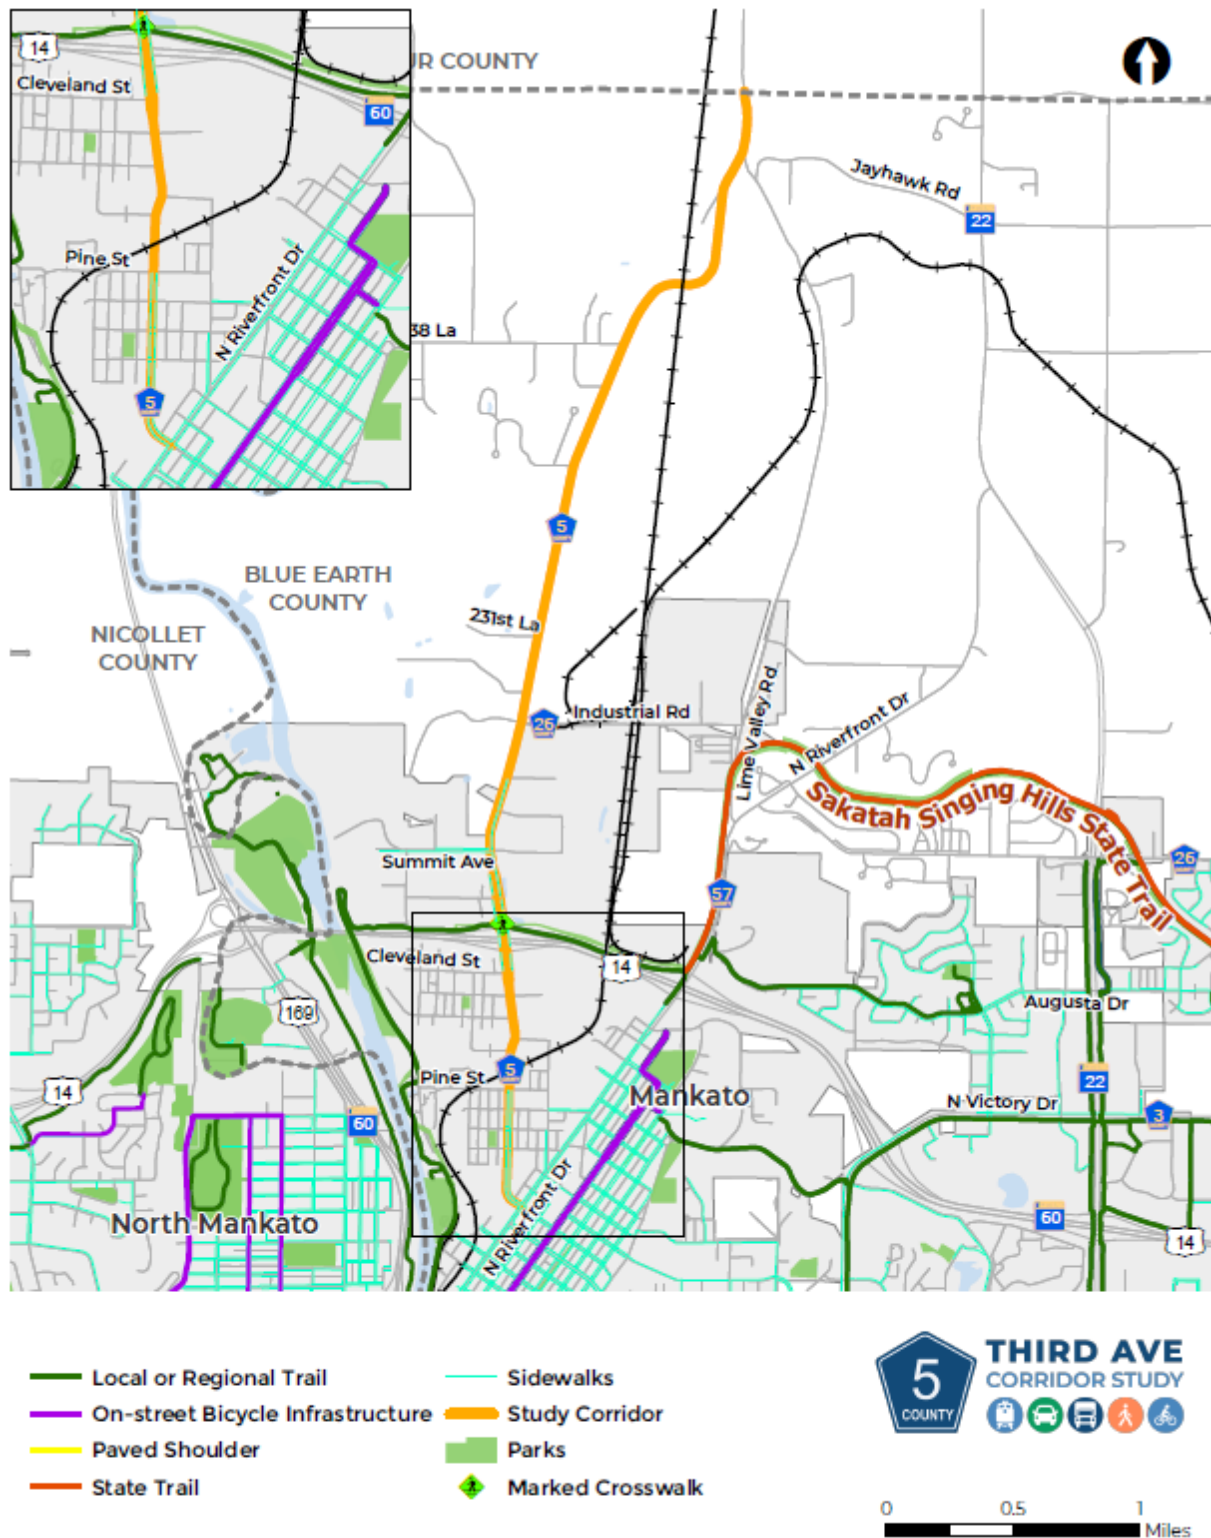 14
Cleveland St
60
Pine St
N Riverfront Dr
5
UR COUNTY
Jayhawk Rd
22
38 La
5
BLUE EARTH
COUNTY
231st La
NICOLLET
COUNTY
26
Industrial Rd
Lime Valley Rd
N Riverfront Dr
Sakatah Singing Hills State Trail
Summit Ave
26
57
Cleveland St
14
169
Augusta Dr
14
Pine St
5
22
Mankato
N Victory Dr
3
60
North Mankato
N Riverfront Dr
60
14
Local or Regional Trail
On-street Bicycle Infrastructure
Paved Shoulder
State Trail
Sidewalks
Study Corridor
Parks
Marked Crosswalk
5
COUNTY
THIRD AVE
CORRIDOR STUDY
0 0.5 1
Miles